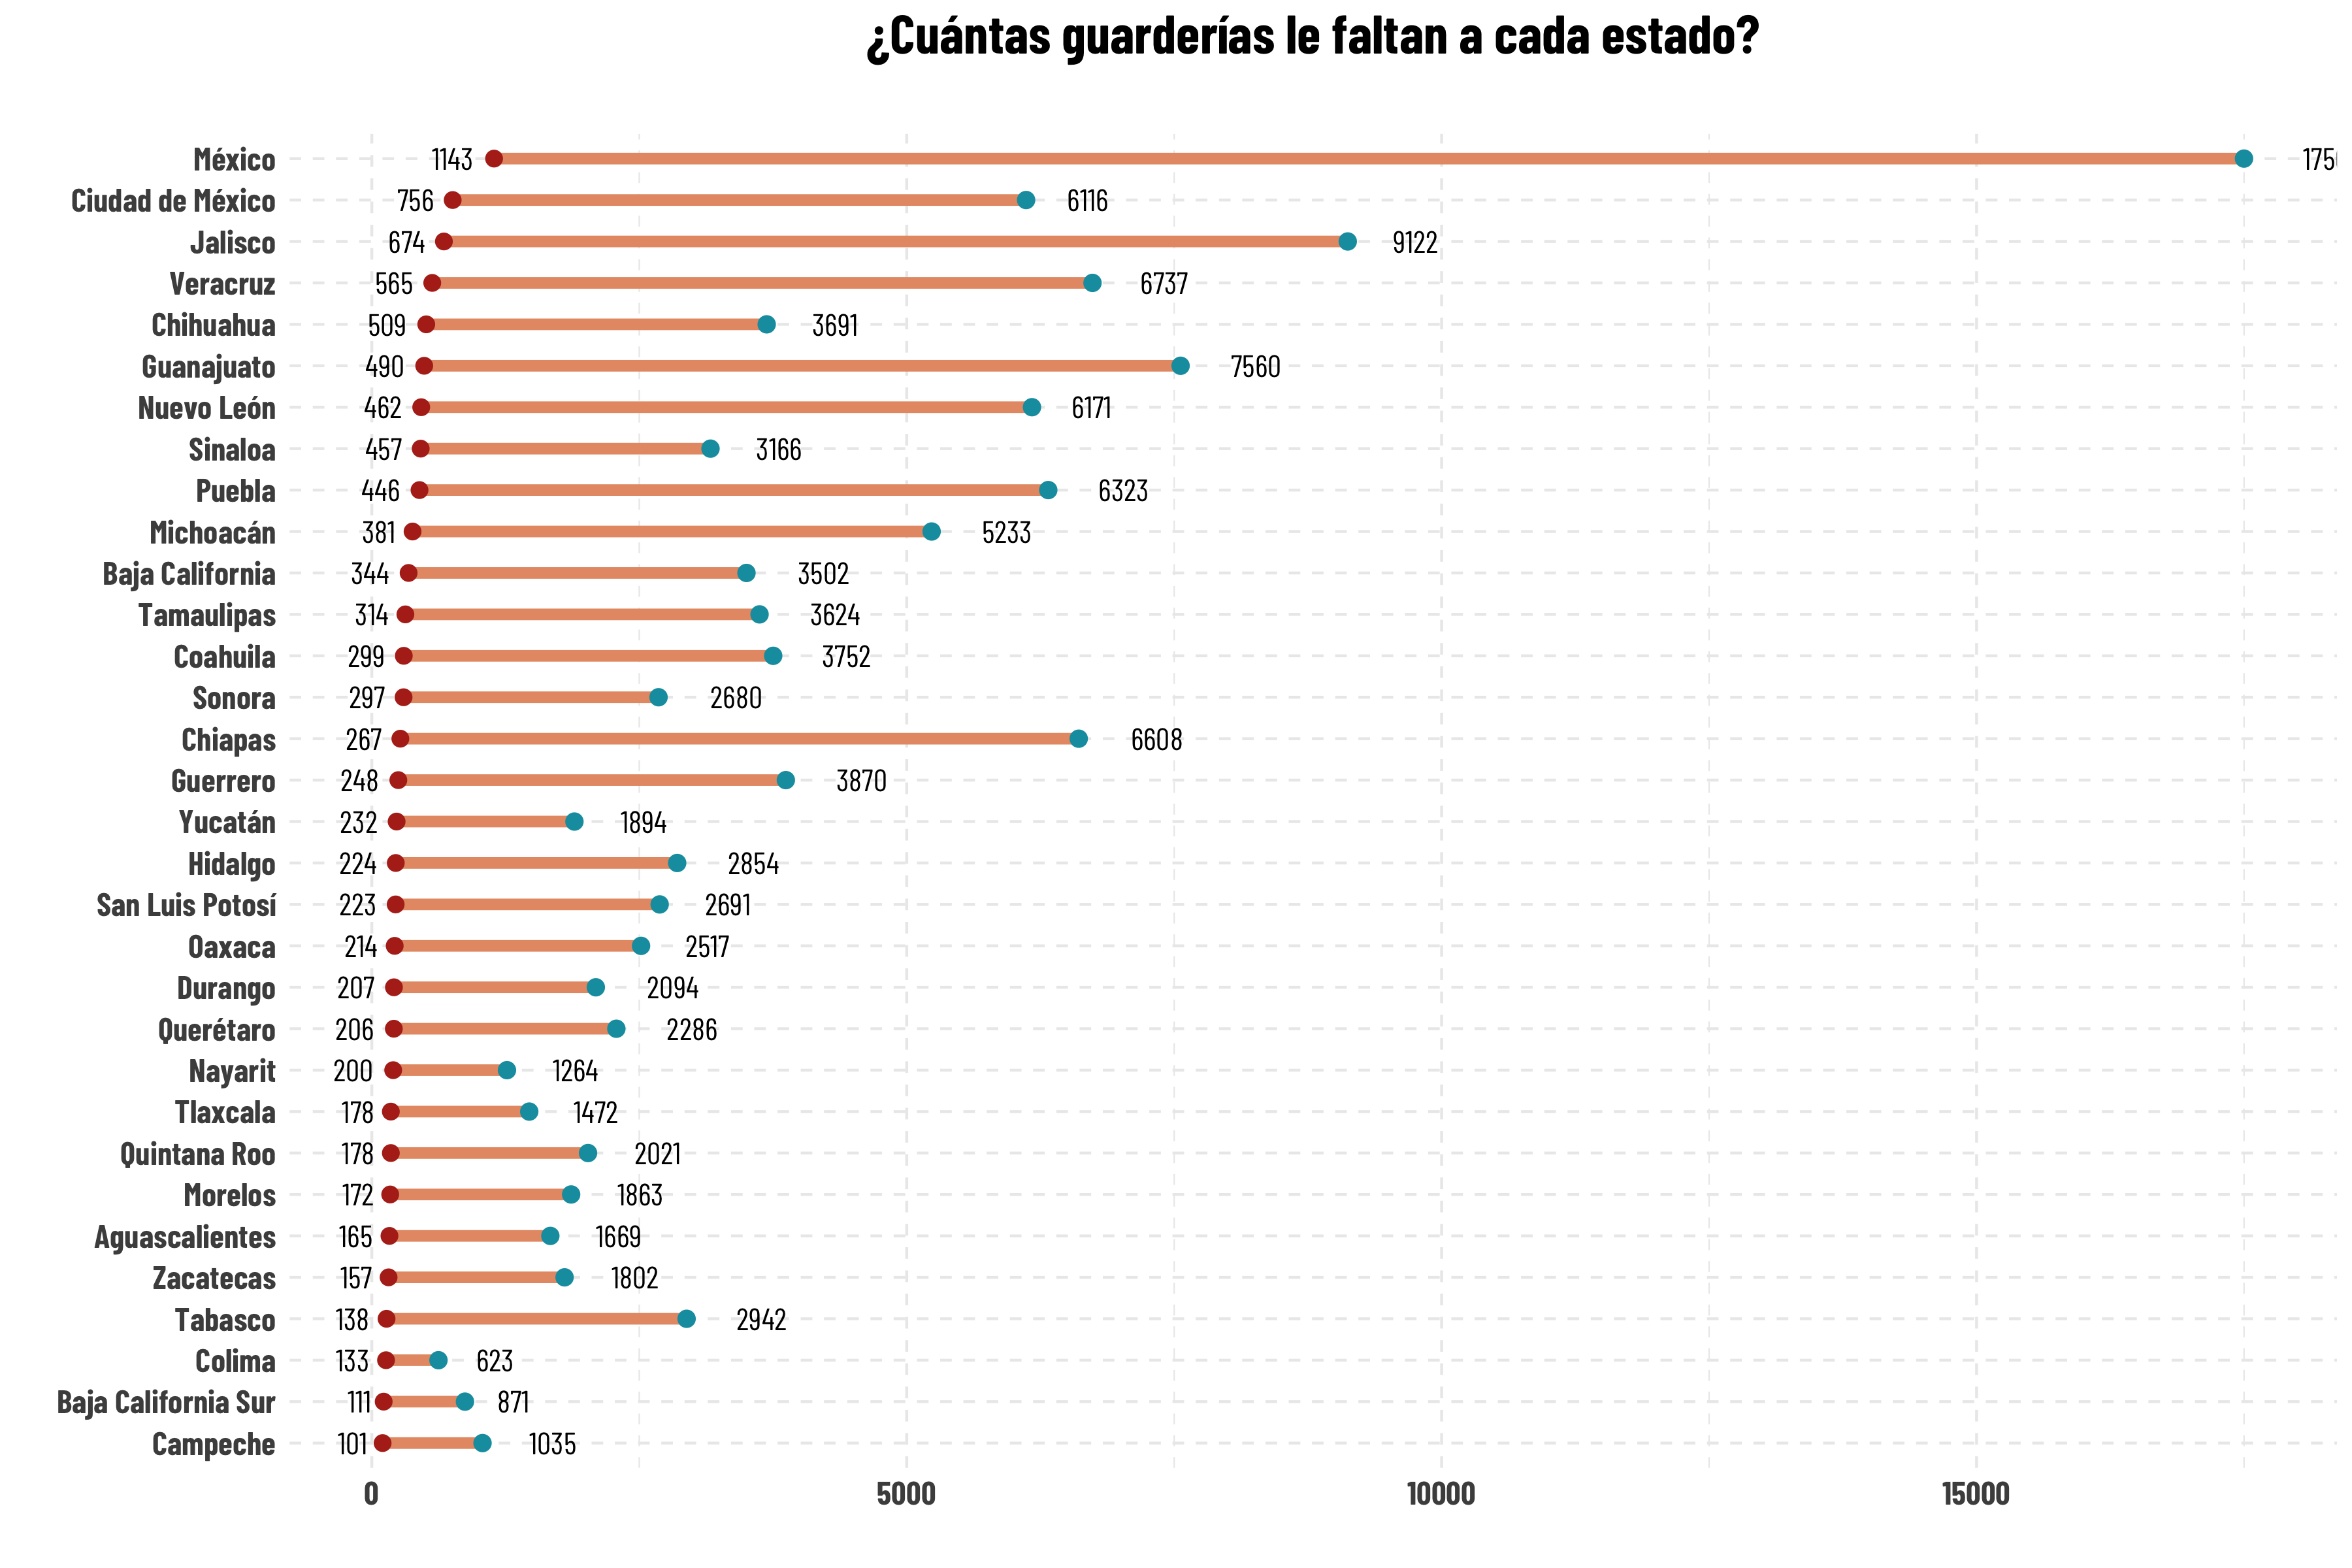 ¿Cuántas guarderías le faltan a cada estado?
México 1143
Ciudad de México 756 6116
Jalisco 674 9122
Veracruz 565 6737
Chihuahua 509 3691
Guanajuato 490 7560
Nuevo León 462 6171
Sinaloa 457 3166
Puebla 446 6323
Michoacán 381 5233
Baja California 344 3502
Tamaulipas 314 3624
Coahuila 299 3752
Sonora 297 2680
Chiapas 267 6608
Guerrero 248 3870
Yucatán 232 1894
Hidalgo 224 2854
San Luis Potosí 223 2691
Oaxaca 214 2517
Durango 207 2094
Querétaro 206 2286
Nayarit 200 1264
Tlaxcala 178 1472
Quintana Roo 178 2021
Morelos 172 1863
Aguascalientes 165 1669
Zacatecas 157 1802
Tabasco 138 2942
Colima 133 623
Baja California Sur 111 871
Campeche 101 1035
0 5000 10000 15000